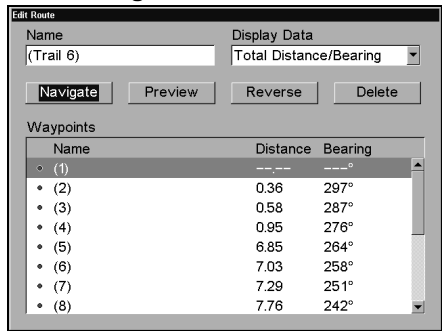 Edit Route
Name Display Data
(Trail 6) Total Distance/Bearing
Navigate Preview Reverse Delete
Waypoints
Name Distance Bearing
(1) --.-- ---°
(2) 0.36 297°
(3) 0.58 287°
(4) 0.95 276°
(5) 6.85 264°
(6) 7.03 258°
(7) 7.29 251°
(8) 7.76 242°